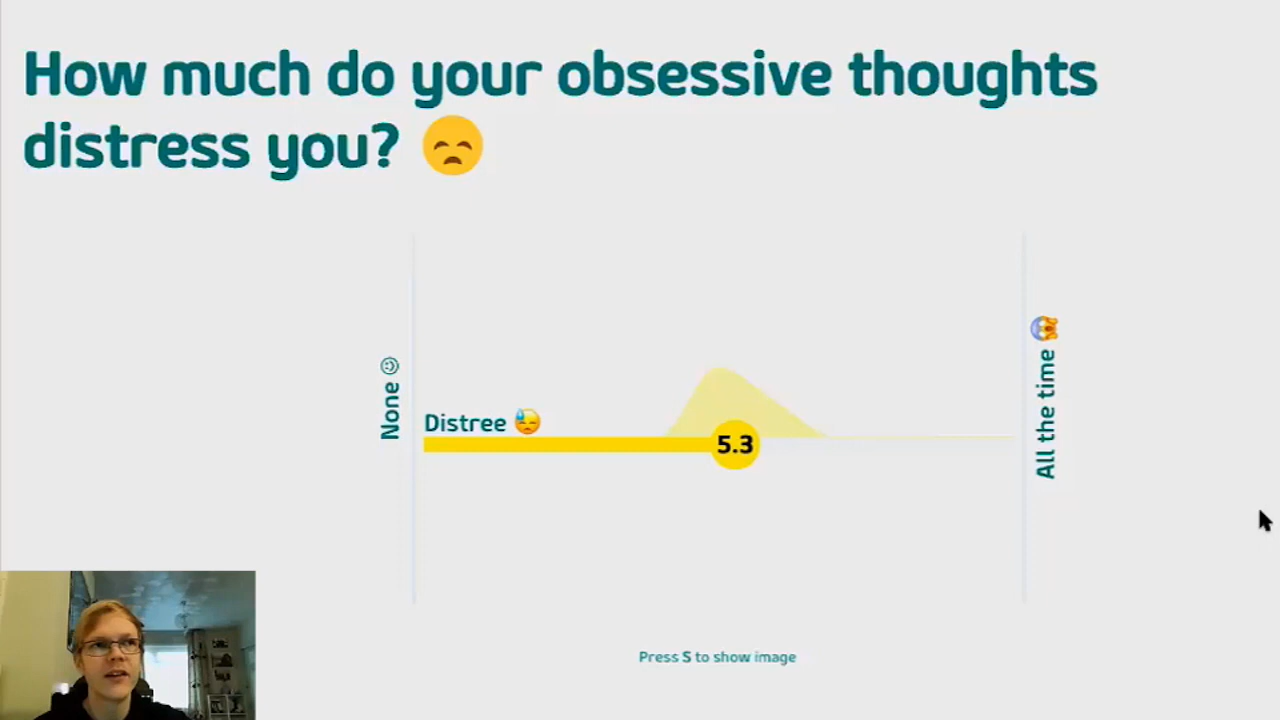 How much do your obsessive thoughts
distress you? 😞
None ☺
Distree 😓
5.3
All the time 😱
Press S to show image